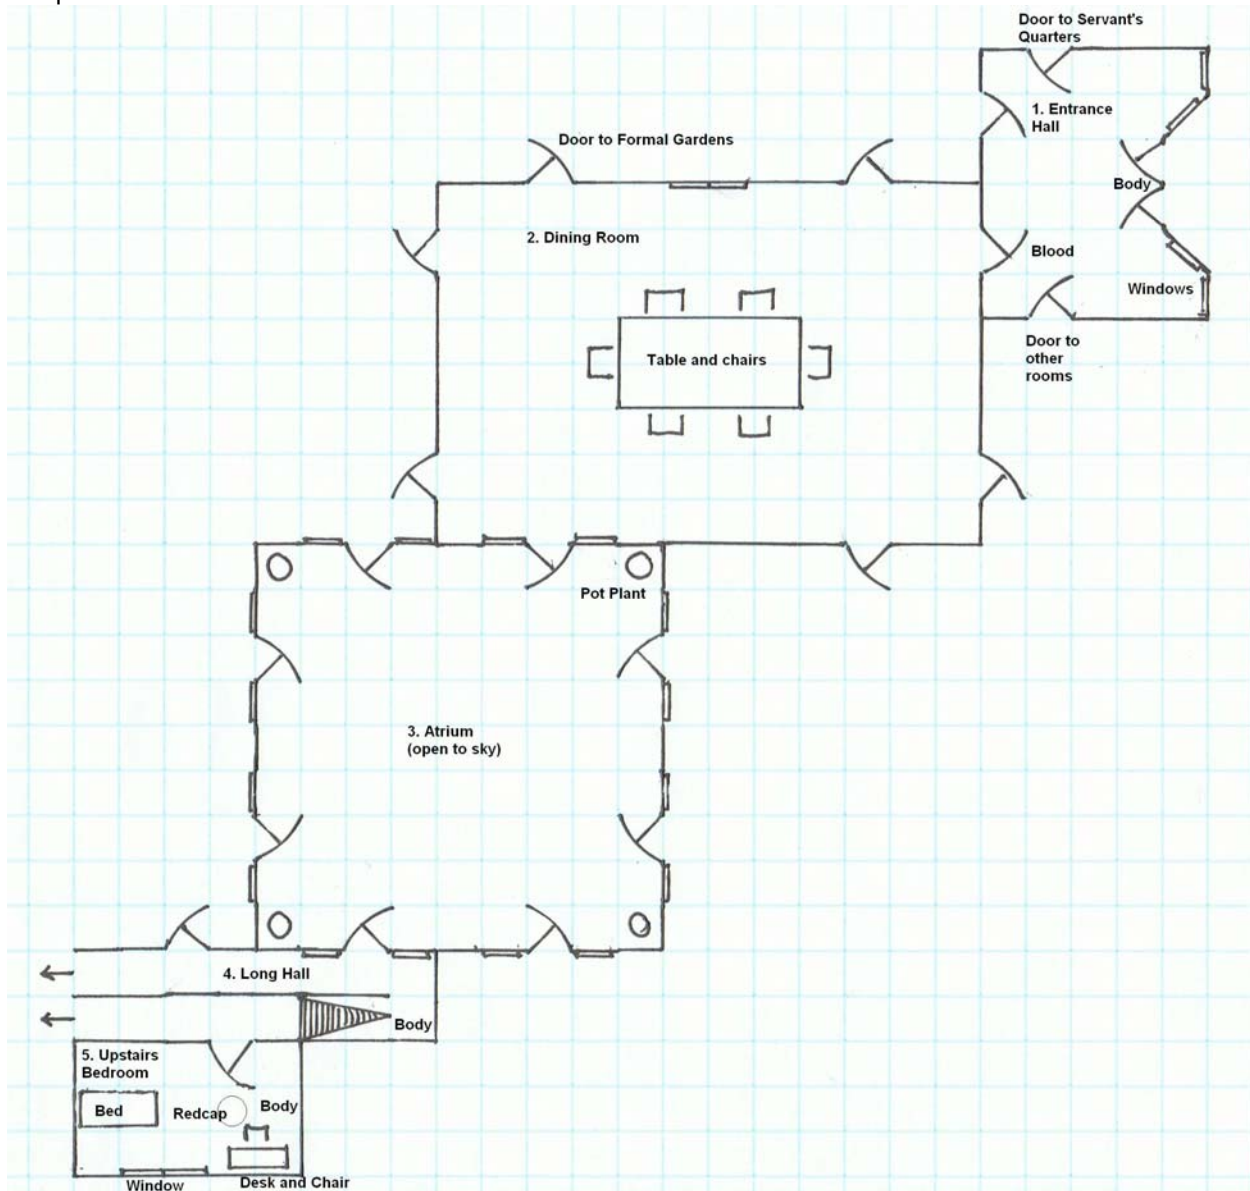 Door to Servant's
Quarters
1. Entrance
Hall
Door to Formal Gardens
Body
2. Dining Room
Blood
Windows
Door to
other
rooms
Table and chairs
Pot Plant
3. Atrium
(open to sky)
4. Long Hall
Body
5. Upstairs
Bedroom
Bed
Redcap
Body
Window
Desk and Chair